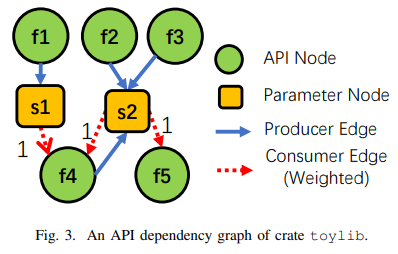 f1
f2
f3
API Node
s1
s2
Parameter Node
1
1
1
Producer Edge
f4
f5
Consumer Edge
(Weighted)
Fig. 3. An API dependency graph of crate toylib.